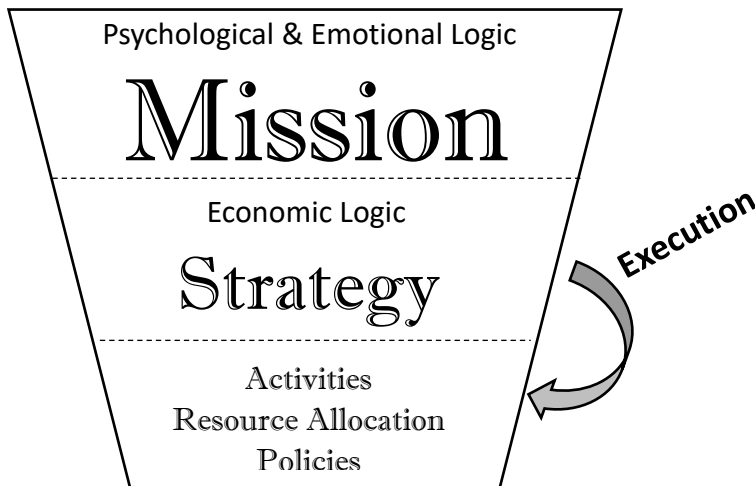 Psychological & Emotional Logic
Mission
Economic Logic
Strategy
Execution
Activities
Resource Allocation
Policies